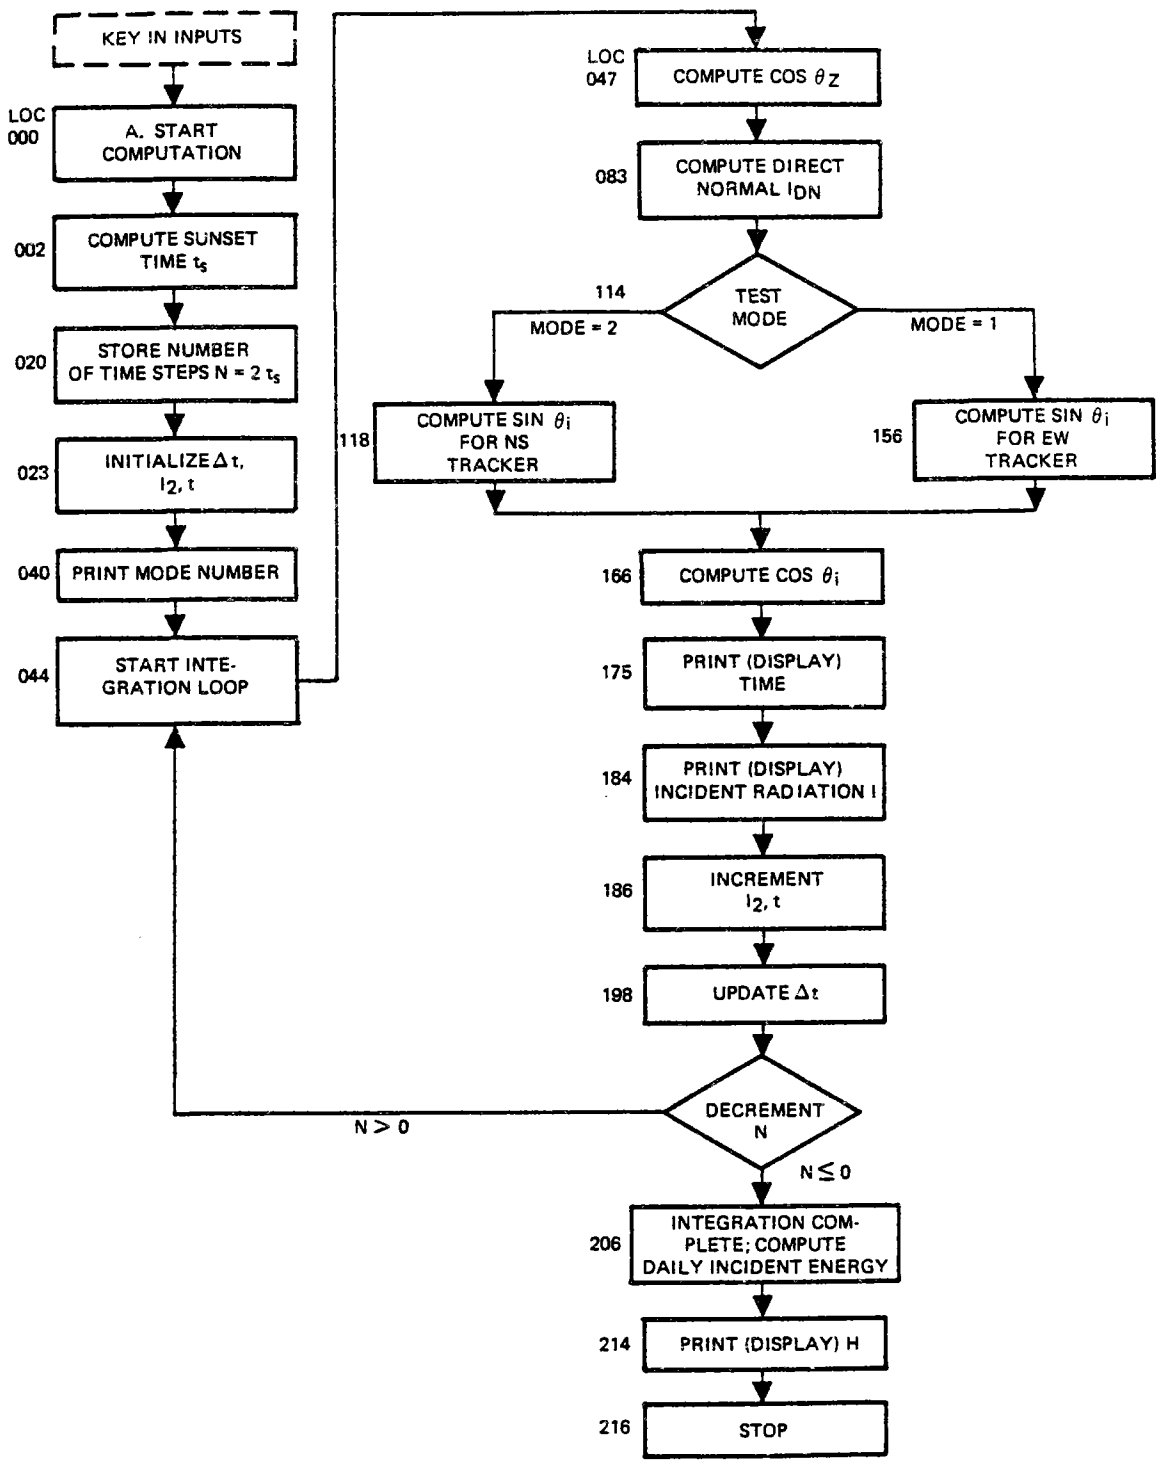 KEY IN INPUTS
LOC
000
A. START
COMPUTATION
002
COMPUTE SUNSET
TIME ts
020
STORE NUMBER
OF TIME STEPS N = 2 ts
023
INITIALIZE Δt,
I2, t
040
PRINT MODE NUMBER
044
START INTE-
GRATION LOOP
LOC
047
COMPUTE COS θZ
083
COMPUTE DIRECT
NORMAL IDN
114
TEST
MODE
MODE = 2
MODE = 1
118
COMPUTE SIN θi
FOR NS
TRACKER
156
COMPUTE SIN θi
FOR EW
TRACKER
166
COMPUTE COS θi
175
PRINT (DISPLAY)
TIME
184
PRINT (DISPLAY)
INCIDENT RADIATION I
186
INCREMENT
I2, t
198
UPDATE Δt
DECREMENT
N
N > 0
N ≤ 0
206
INTEGRATION COM-
PLETE; COMPUTE
DAILY INCIDENT ENERGY
214
PRINT (DISPLAY) H
216
STOP